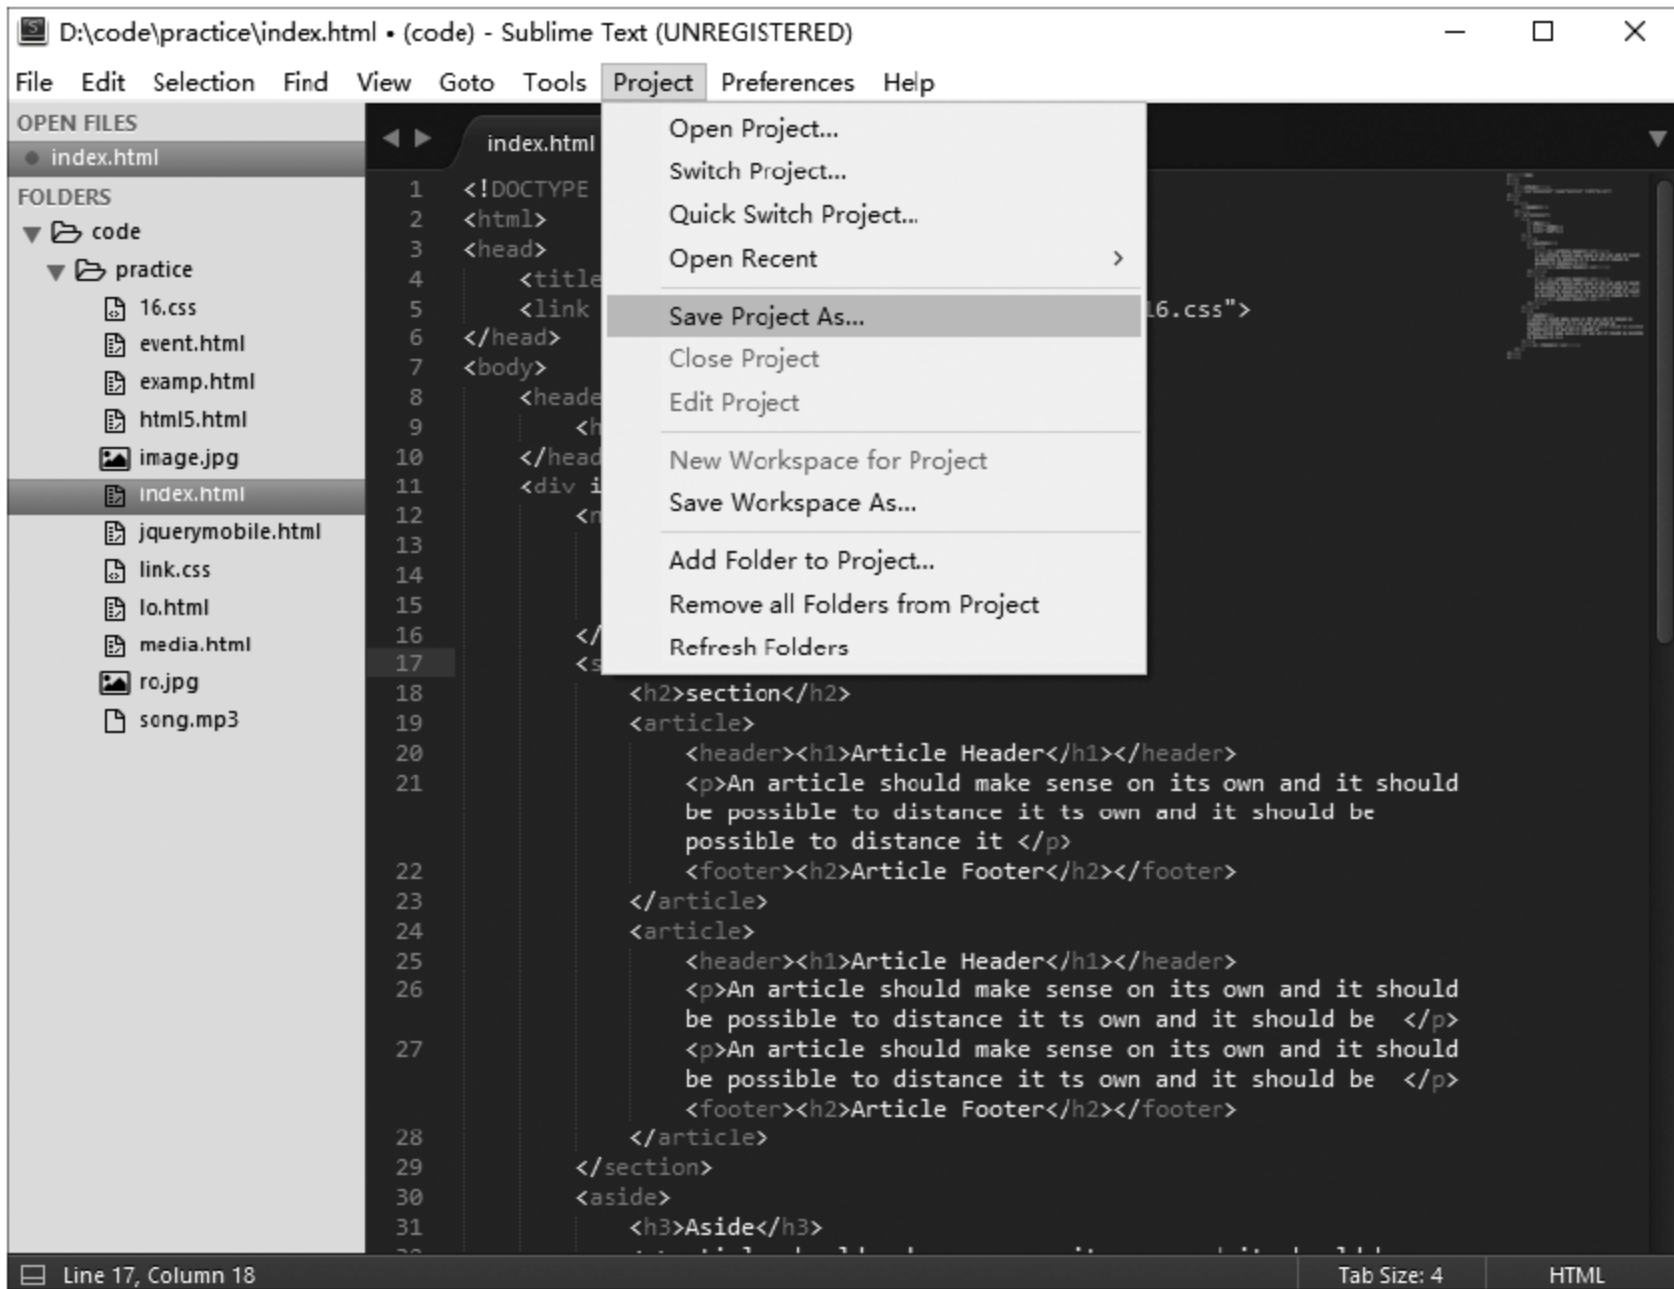 D:\code\practice\index.html • (code) - Sublime Text (UNREGISTERED)
File Edit Selection Find View Goto Tools Project Preferences Help
OPEN FILES
index.html
FOLDERS
code
practice
16.css
event.html
examp.html
html5.html
image.jpg
index.html
jquerymobile.html
link.css
lo.html
media.html
ro.jpg
song.mp3
index.html
Open Project...
Switch Project...
Quick Switch Project...
Open Recent
Save Project As...
Close Project
Edit Project
New Workspace for Project
Save Workspace As...
Add Folder to Project...
Remove all Folders from Project
Refresh Folders
1 <!DOCTYPE
2 <html>
3 <head>
4 <title
5 <link 16.css">
6 </head>
7 <body>
8 <heade
9 <h
10 </head
11 <div i
12 <n
13
14
15
16 </
17 <s
18 <h2>section</h2>
19 <article>
20 <header><h1>Article Header</h1></header>
21 <p>An article should make sense on its own and it should
be possible to distance it ts own and it should be
possible to distance it </p>
22 <footer><h2>Article Footer</h2></footer>
23 </article>
24 <article>
25 <header><h1>Article Header</h1></header>
26 <p>An article should make sense on its own and it should
be possible to distance it ts own and it should be </p>
27 <p>An article should make sense on its own and it should
be possible to distance it ts own and it should be </p>
<footer><h2>Article Footer</h2></footer>
28 </article>
29 </section>
30 <aside>
31 <h3>Aside</h3>
Line 17, Column 18
Tab Size: 4
HTML